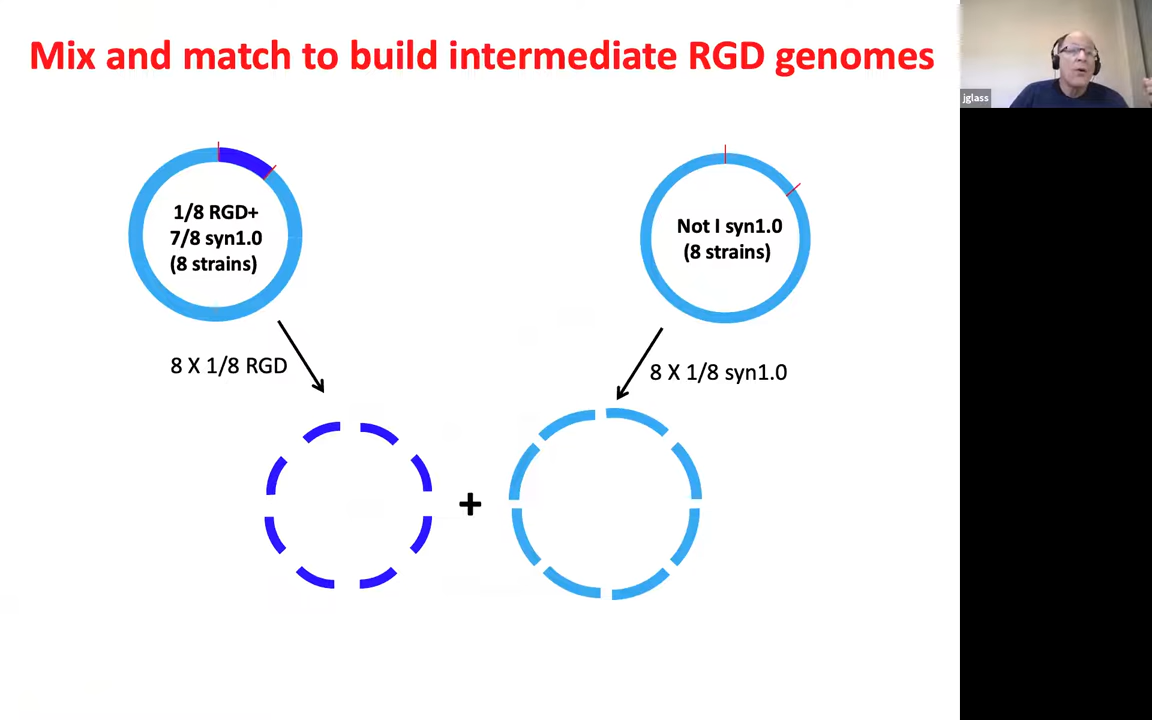 Mix and match to build intermediate RGD genomes
jglass
1/8 RGD+
7/8 syn1.0
(8 strains)
Not I syn1.0
(8 strains)
8 X 1/8 RGD
8 X 1/8 syn1.0
+